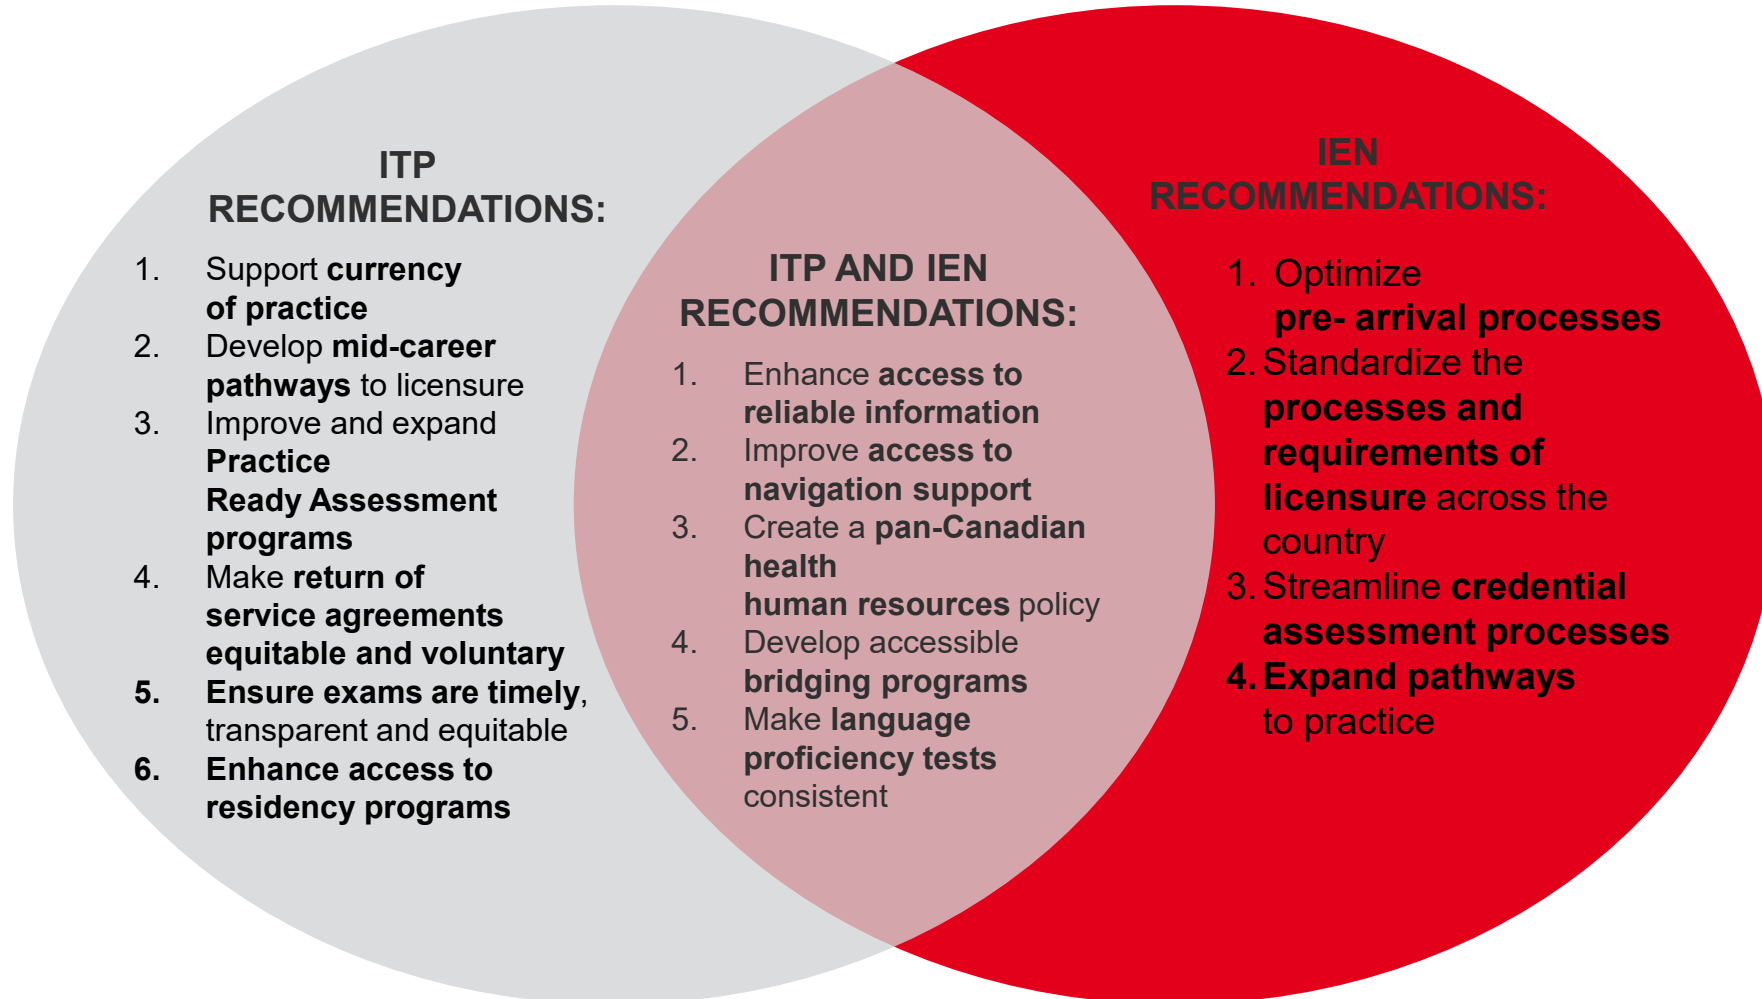 ITP
RECOMMENDATIONS:
1. Support currency
of practice
2. Develop mid-career
pathways to licensure
3. Improve and expand
Practice
Ready Assessment
programs
4. Make return of
service agreements
equitable and voluntary
5. Ensure exams are timely,
transparent and equitable
6. Enhance access to
residency programs
ITP AND IEN
RECOMMENDATIONS:
1. Enhance access to
reliable information
2. Improve access to
navigation support
3. Create a pan-Canadian
health
human resources policy
4. Develop accessible
bridging programs
5. Make language
proficiency tests
consistent
IEN
RECOMMENDATIONS:
1. Optimize
pre- arrival processes
2. Standardize the
processes and
requirements of
licensure across the
country
3. Streamline credential
assessment processes
4. Expand pathways
to practice